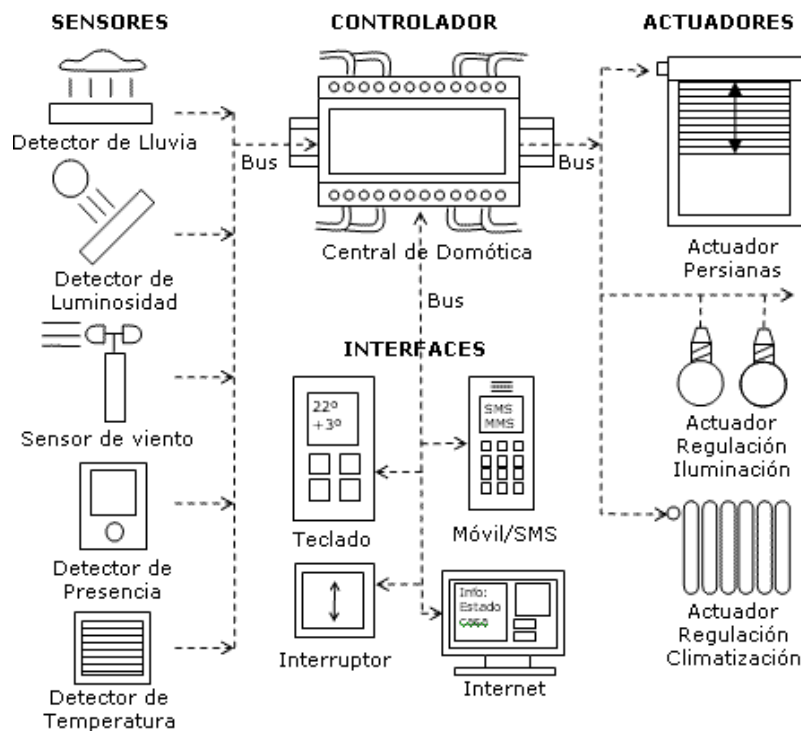 SENSORES
Detector de Lluvia
Detector de
Luminosidad
Sensor de viento
Detector de
Presencia
Detector de
Temperatura
Bus
CONTROLADOR
Central de Domótica
Bus
Bus
INTERFACES
22º
+3º
Teclado
SMS
MMS
Móvil/SMS
Interruptor
Info:
Estado
casa
Internet
ACTUADORES
Actuador
Persianas
Actuador
Regulación
Iluminación
Actuador
Regulación
Climatización